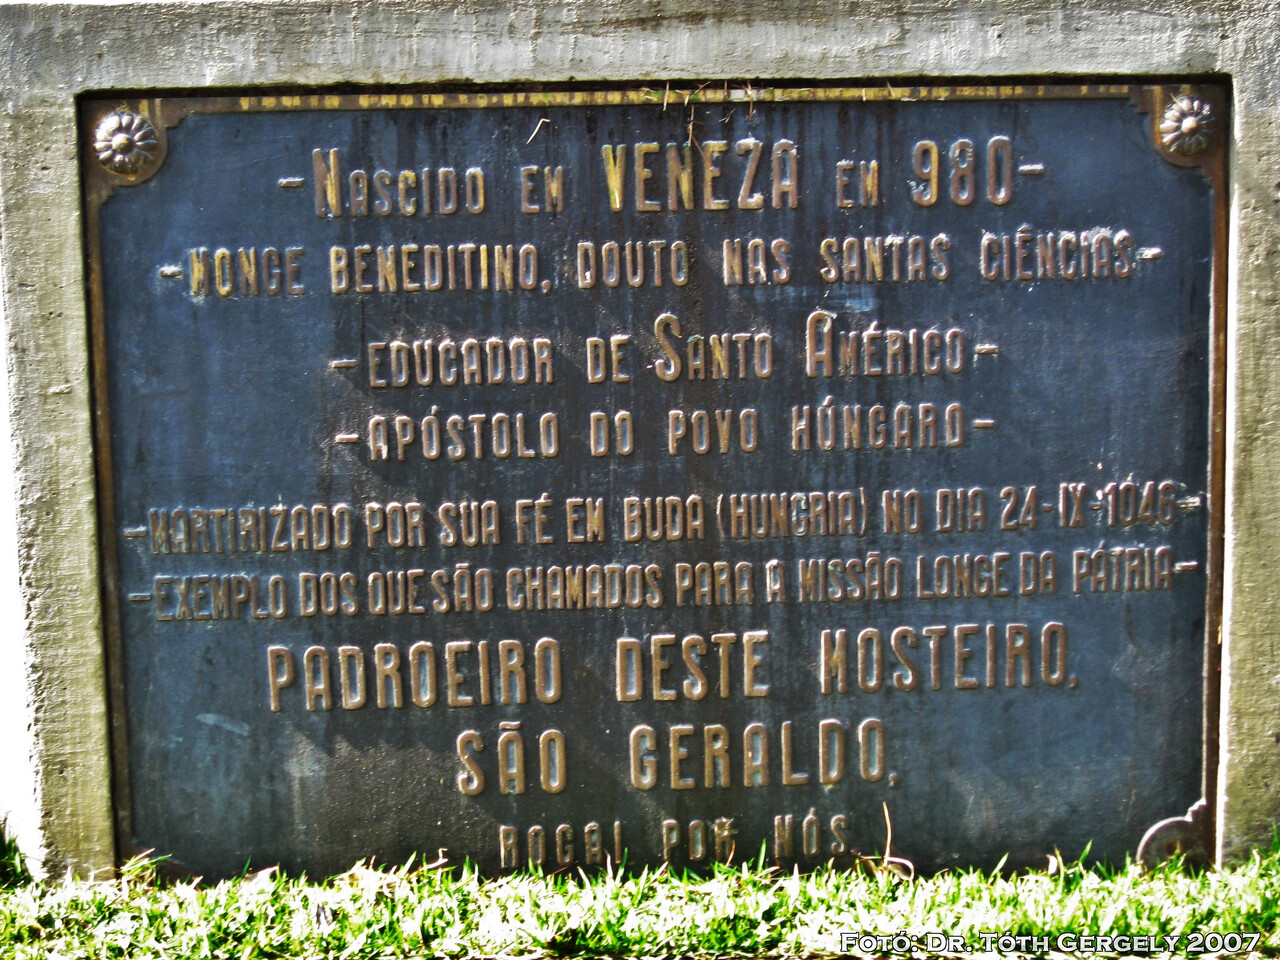 -NASCIDO EM VENEZA EM 980-
-MONGE BENEDITINO, DOUTO NAS SANTAS CIÊNCIAS-
-EDUCADOR DE SANTO AMÉRICO-
-APÓSTOLO DO POVO HÚNGARO-
-MARTIRIZADO POR SUA FÉ EM BUDA (HUNGRIA) NO DIA 24-IX-1046-
-EXEMPLO DOS QUE SÃO CHAMADOS PARA A MISSÃO LONGE DA PÁTRIA-
PADROEIRO DESTE MOSTEIRO,
SÃO GERALDO,
ROGAI POR NÓS.
FOTÓ: DR. TÓTH GERGELY 2007